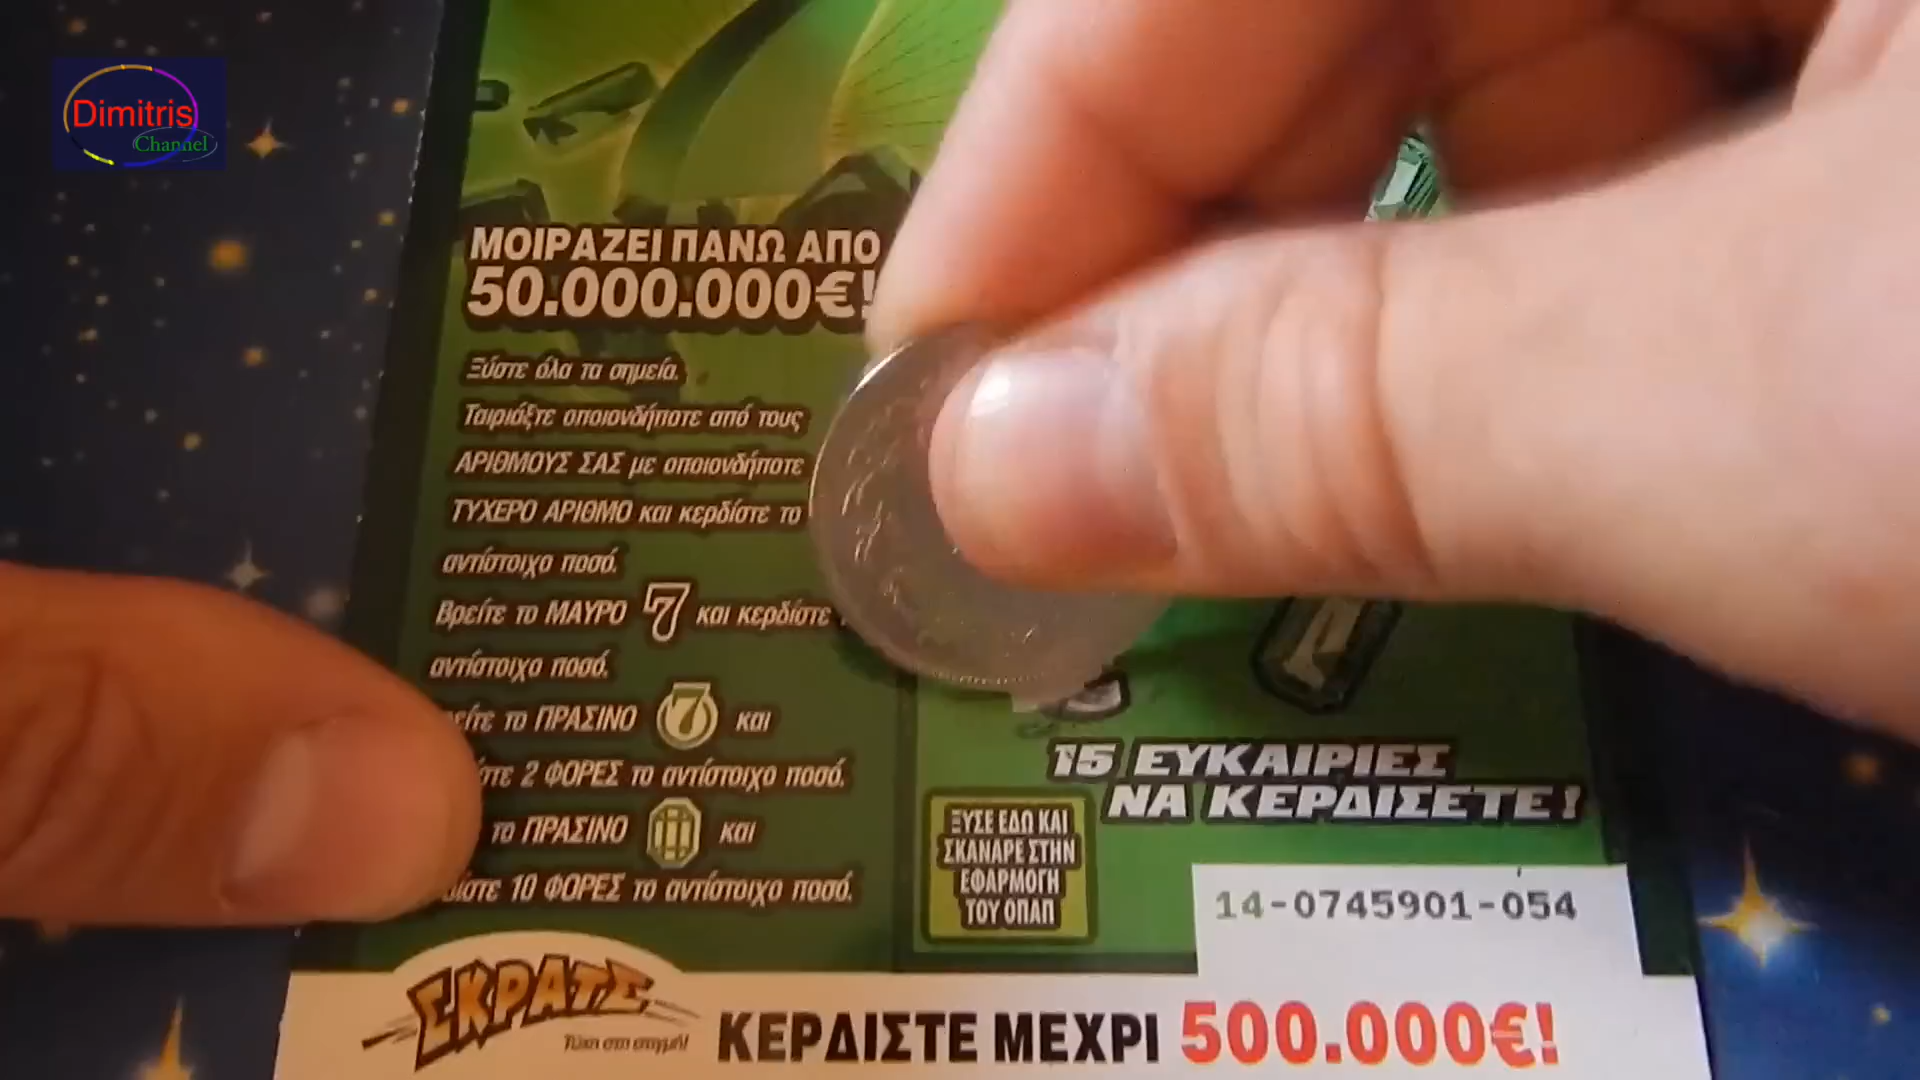 Dimitris
Channel
ΜΟΙΡΑΖΕΙ ΠΑΝΩ ΑΠΟ
50.000.000€!
Ξύστε όλα τα σημεία.
Ταιριάξτε οποιονδήποτε από τους
ΑΡΙΘΜΟΥΣ ΣΑΣ με οποιονδήποτε
ΤΥΧΕΡΟ ΑΡΙΘΜΟ και κερδίστε το
αντίστοιχο ποσό.
Βρείτε το ΜΑΥΡΟ 7 και κερδίστε
αντίστοιχο ποσό.
το ΠΡΑΣΙΝΟ 7 και
2 ΦΟΡΕΣ το αντίστοιχο ποσό.
το ΠΡΑΣΙΝΟ και
10 ΦΟΡΕΣ το αντίστοιχο ποσό.
15 ΕΥΚΑΙΡΙΕΣ
ΝΑ ΚΕΡΔΙΣΕΤΕ!
ΞΥΣΕ ΕΔΩ ΚΑΙ
ΣΚΑΝΑΡΕ ΣΤΗΝ
ΕΦΑΡΜΟΓΗ
ΤΟΥ ΟΠΑΠ
14-0745901-054
ΣΚΡΑΤΣ
Τύχη στη στιγμή!
ΚΕΡΔΙΣΤΕ ΜΕΧΡΙ 500.000€!